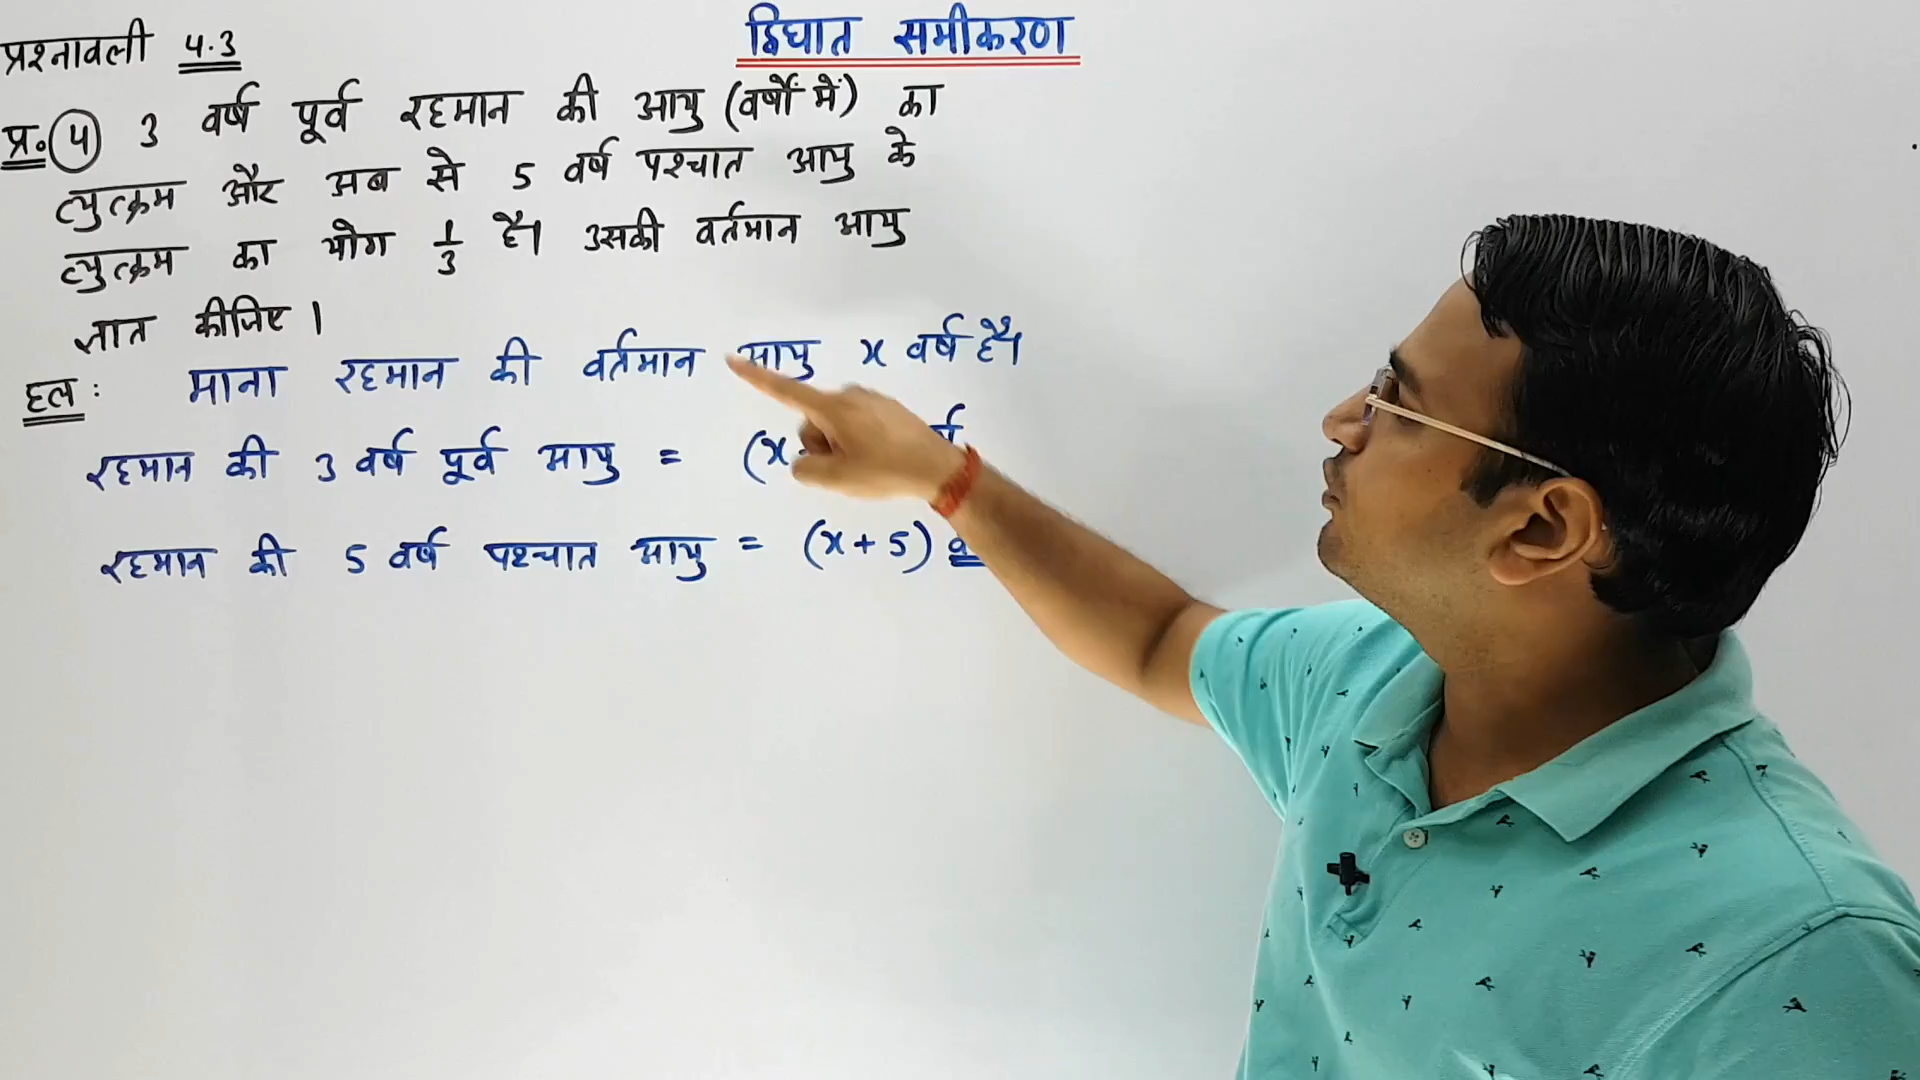 द्विघात समीकरण
प्रश्नावली 4.3
प्र. 4 3 वर्ष पूर्व रहमान की आयु (वर्षों में) का
व्युत्क्रम और अब से 5 वर्ष पश्चात आयु के
व्युत्क्रम का योग 1/3 है। उसकी वर्तमान आयु
ज्ञात कीजिए।
हल: माना रहमान की वर्तमान आयु x वर्ष है।
रहमान की 3 वर्ष पूर्व आयु = (x
रहमान की 5 वर्ष पश्चात आयु = (x + 5)